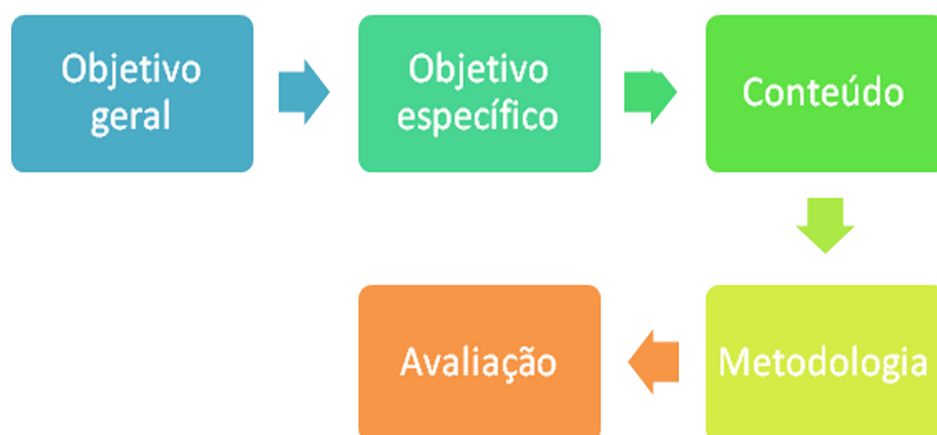 Objetivo
geral
Objetivo
específico
Conteúdo
Metodologia
Avaliação